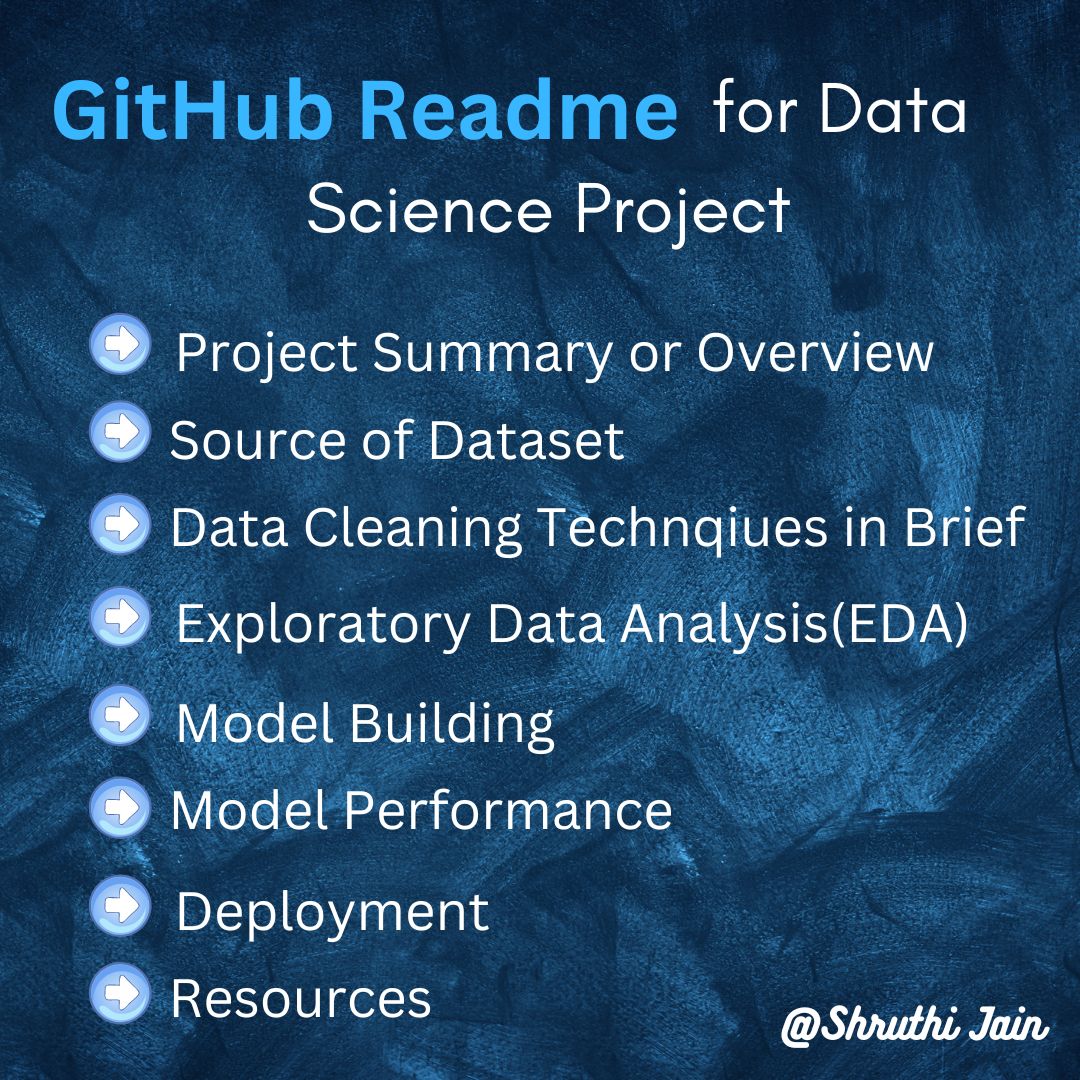 GitHub Readme for Data
Science Project
Project Summary or Overview
Source of Dataset
Data Cleaning Technqiues in Brief
Exploratory Data Analysis(EDA)
Model Building
Model Performance
Deployment
Resources
@Shruthi Jain